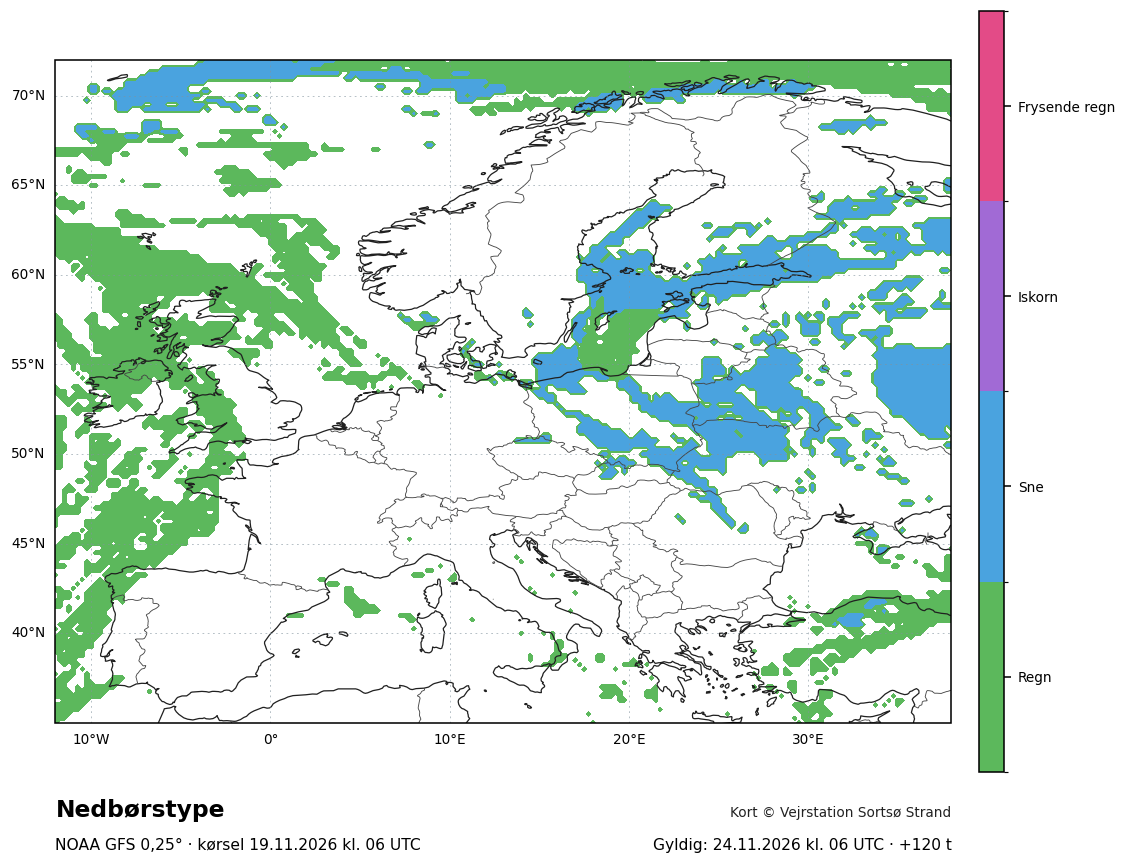 Frysende regn
Iskorn
Sne
Regn
70°N
65°N
60°N
55°N
50°N
45°N
40°N
10°W
0°
10°E
20°E
30°E
Nedbørstype
Kort © Vejrstation Sortsø Strand
NOAA GFS 0,25° · kørsel 19.11.2026 kl. 06 UTC
Gyldig: 24.11.2026 kl. 06 UTC · +120 t